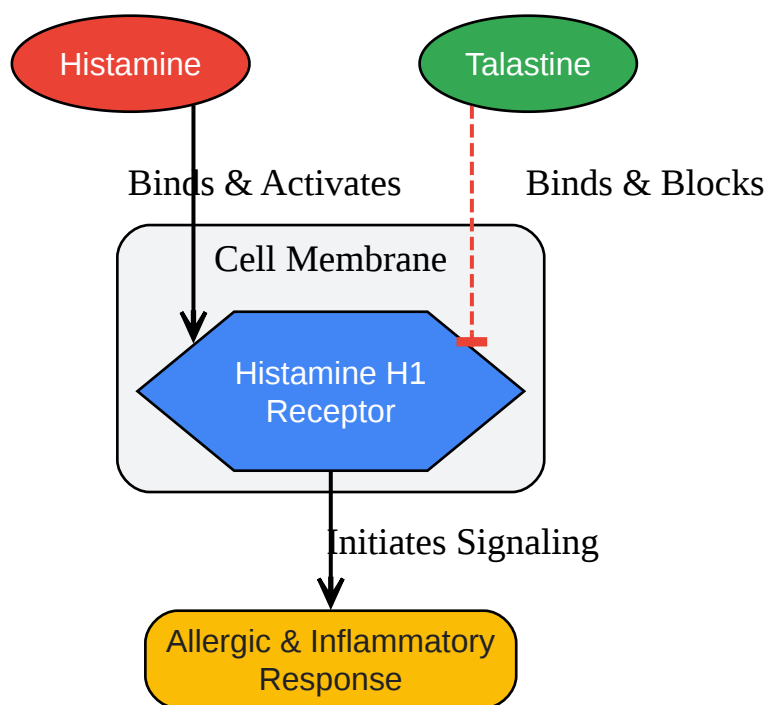 Histamine
Talastine
Binds & Activates
Binds & Blocks
Cell Membrane
Histamine H1
Receptor
Initiates Signaling
Allergic & Inflammatory
Response